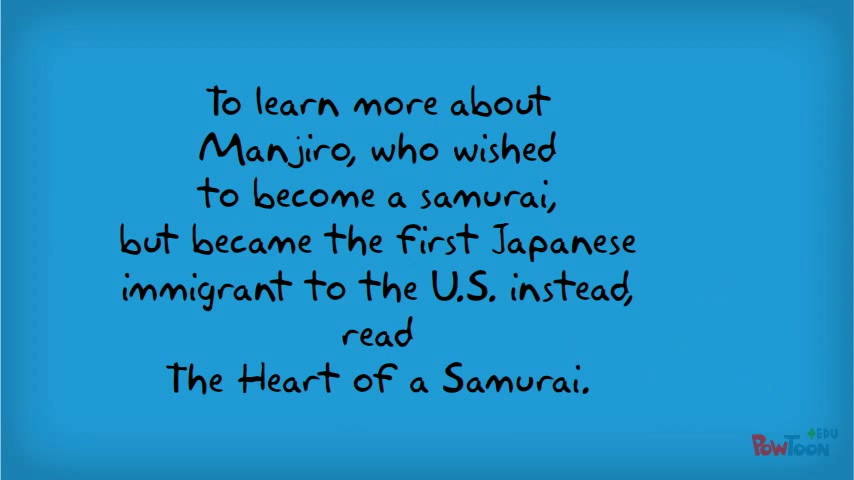 To learn more about
Manjiro, who wished
to become a samurai,
but became the first Japanese
immigrant to the U.S. instead,
read
The Heart of a Samurai.
+EDU
PowToon